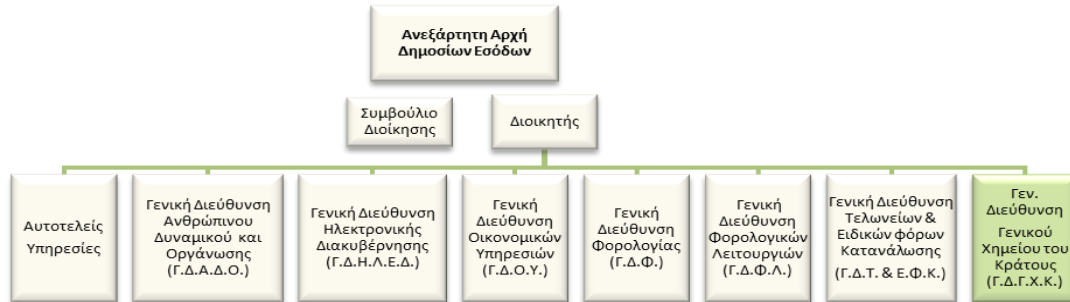 Ανεξάρτητη Αρχή
Δημοσίων Εσόδων
Συμβούλιο
Διοίκησης
Διοικητής
Αυτοτελείς
Υπηρεσίες
Γενική Διεύθυνση
Ανθρώπινου
Δυναμικού και
Οργάνωσης
(Γ.Δ.Α.Δ.Ο.)
Γενική Διεύθυνση
Ηλεκτρονικής
Διακυβέρνησης
(Γ.Δ.Η.Λ.Ε.Δ.)
Γενική
Διεύθυνση
Οικονομικών
Υπηρεσιών
(Γ.Δ.Ο.Υ.)
Γενική
Διεύθυνση
Φορολογίας
(Γ.Δ.Φ.)
Γενική
Διεύθυνση
Φορολογικών
Λειτουργιών
(Γ.Δ.Φ.Λ.)
Γενική Διεύθυνση
Τελωνείων &
Ειδικών φόρων
Κατανάλωσης
(Γ.Δ.Τ. & Ε.Φ.Κ.)
Γεν.
Διεύθυνση
Γενικού
Χημείου του
Κράτους
(Γ.Δ.Γ.Χ.Κ.)